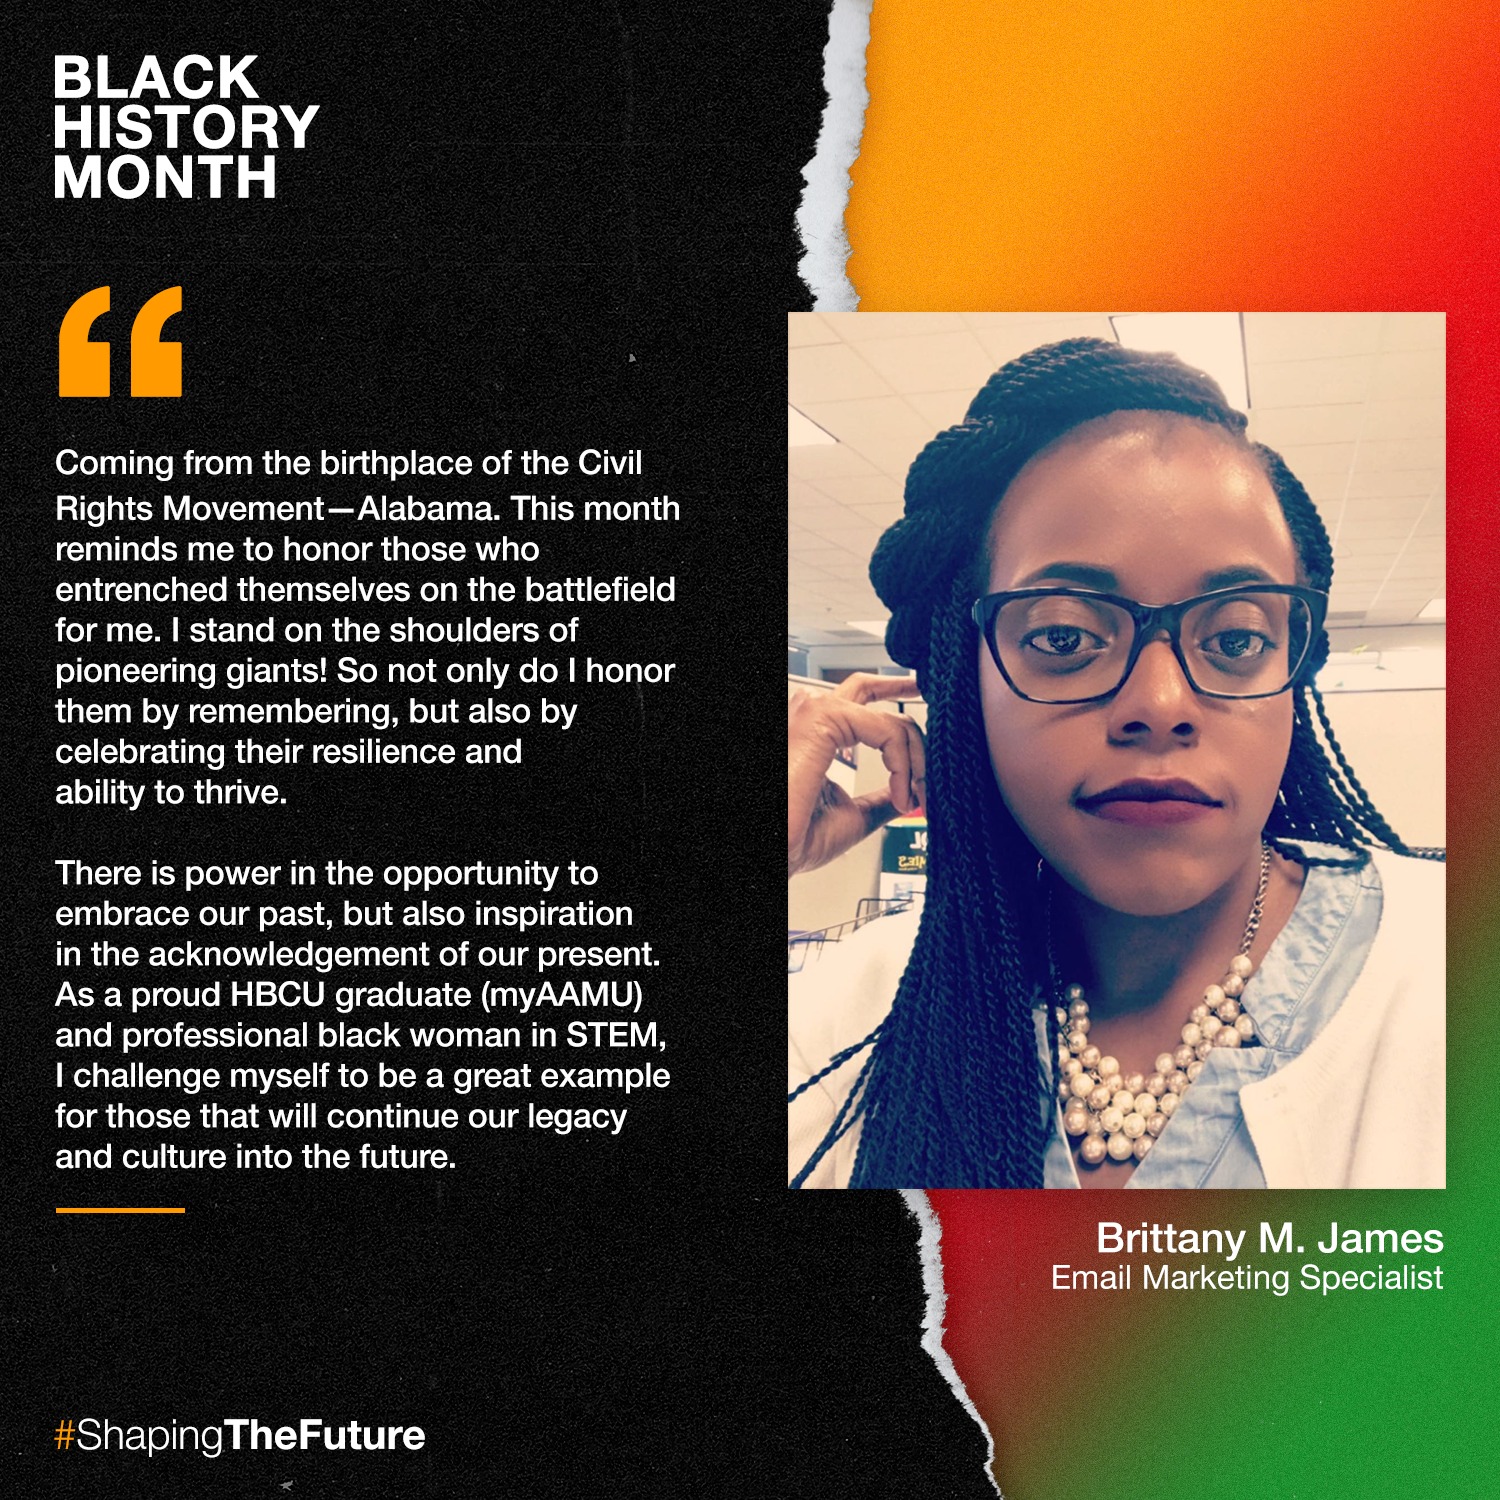 BLACK
HISTORY
MONTH
“
Coming from the birthplace of the Civil
Rights Movement—Alabama. This month
reminds me to honor those who
entrenched themselves on the battlefield
for me. I stand on the shoulders of
pioneering giants! So not only do I honor
them by remembering, but also by
celebrating their resilience and
ability to thrive.
There is power in the opportunity to
embrace our past, but also inspiration
in the acknowledgement of our present.
As a proud HBCU graduate (myAAMU)
and professional black woman in STEM,
I challenge myself to be a great example
for those that will continue our legacy
and culture into the future.
Brittany M. James
Email Marketing Specialist
#ShapingTheFuture